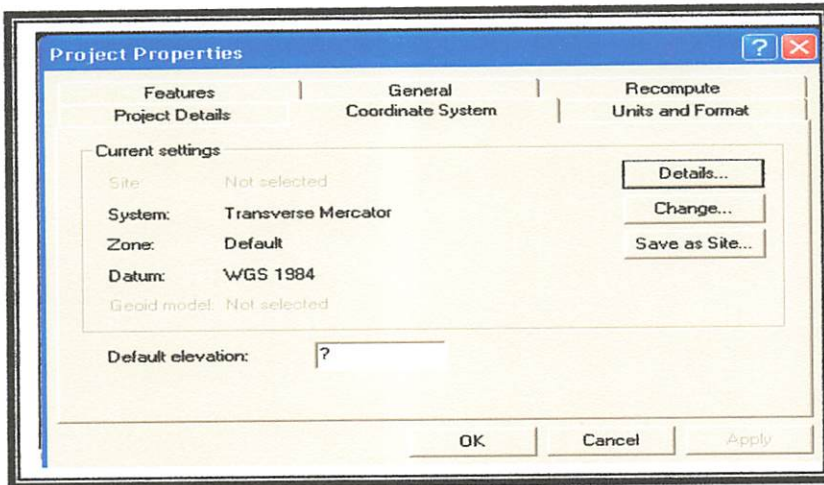 Project Properties
?
Features General Recompute
Project Details Coordinate System Units and Format
Current settings
Site: Not selected Details...
System: Transverse Mercator Change...
Zone: Default Save as Site...
Datum: WGS 1984
Geoid model: Not selected
Default elevation: ?
OK Cancel Apply